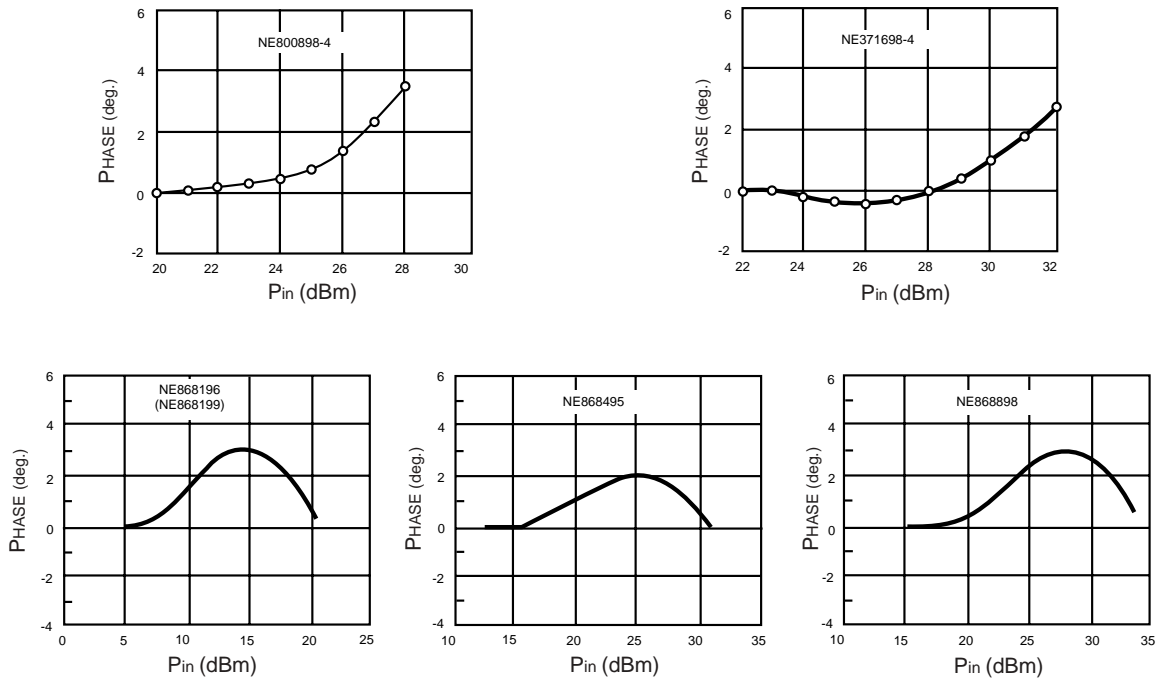 NE800898-4
6
4
2
0
-2
PHASE (deg.)
20 22 24 26 28 30
Pin (dBm)
NE371698-4
6
4
2
0
-2
PHASE (deg.)
22 24 26 28 30 32
Pin (dBm)
NE868196
(NE868199)
6
4
2
0
-2
-4
PHASE (deg.)
0 5 10 15 20 25
Pin (dBm)
NE868495
6
4
2
0
-2
-4
PHASE (deg.)
10 15 20 25 30 35
Pin (dBm)
NE868898
6
4
2
0
-2
-4
PHASE (deg.)
10 15 20 25 30 35
Pin (dBm)